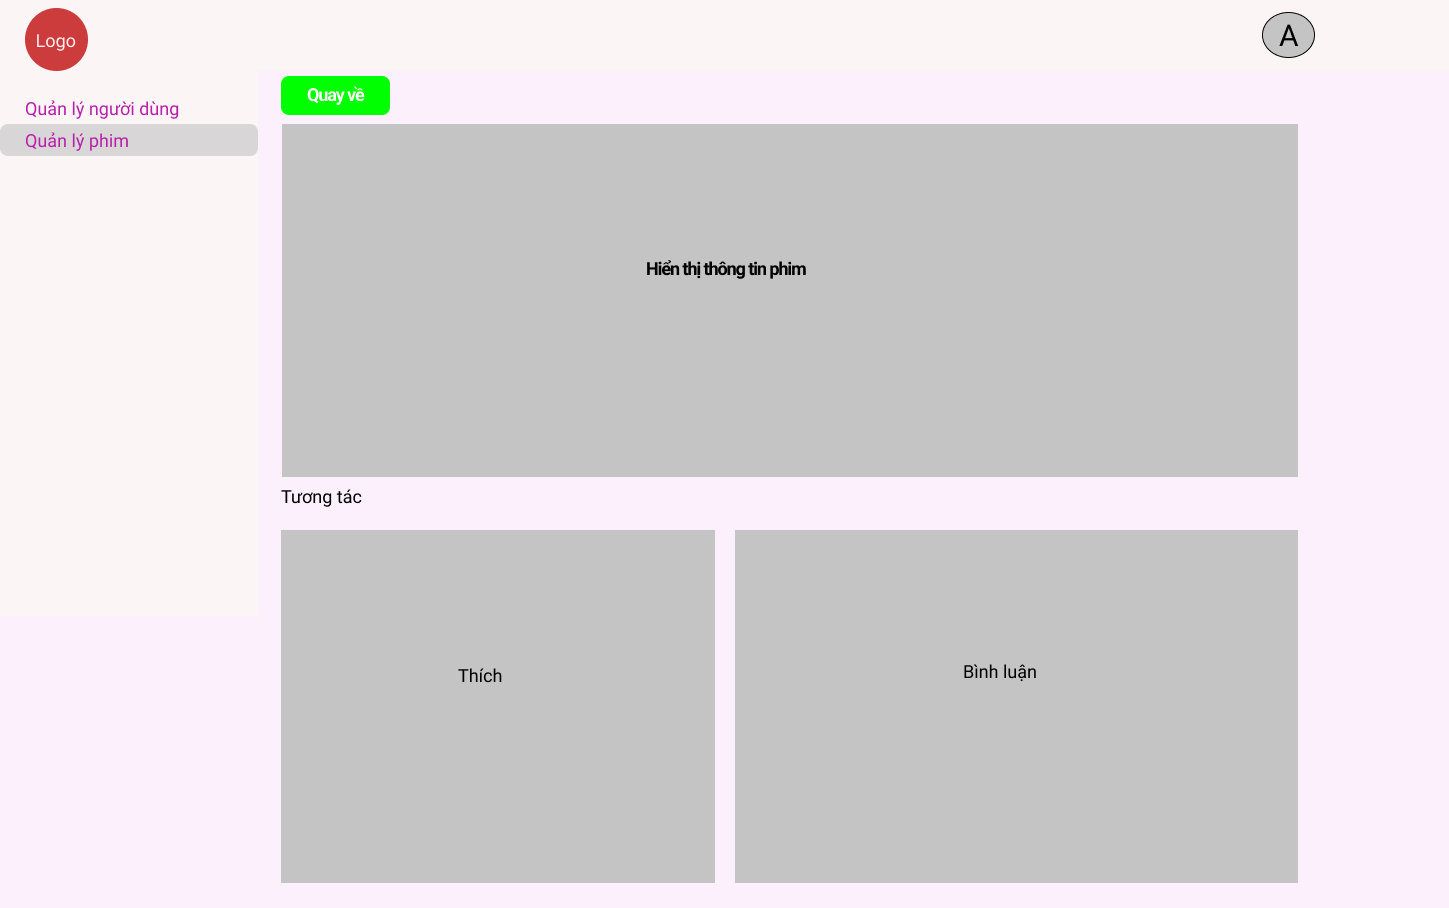 Logo
A
Quản lý người dùng
Quản lý phim
Quay về
Hiển thị thông tin phim
Tương tác
Thích
Bình luận